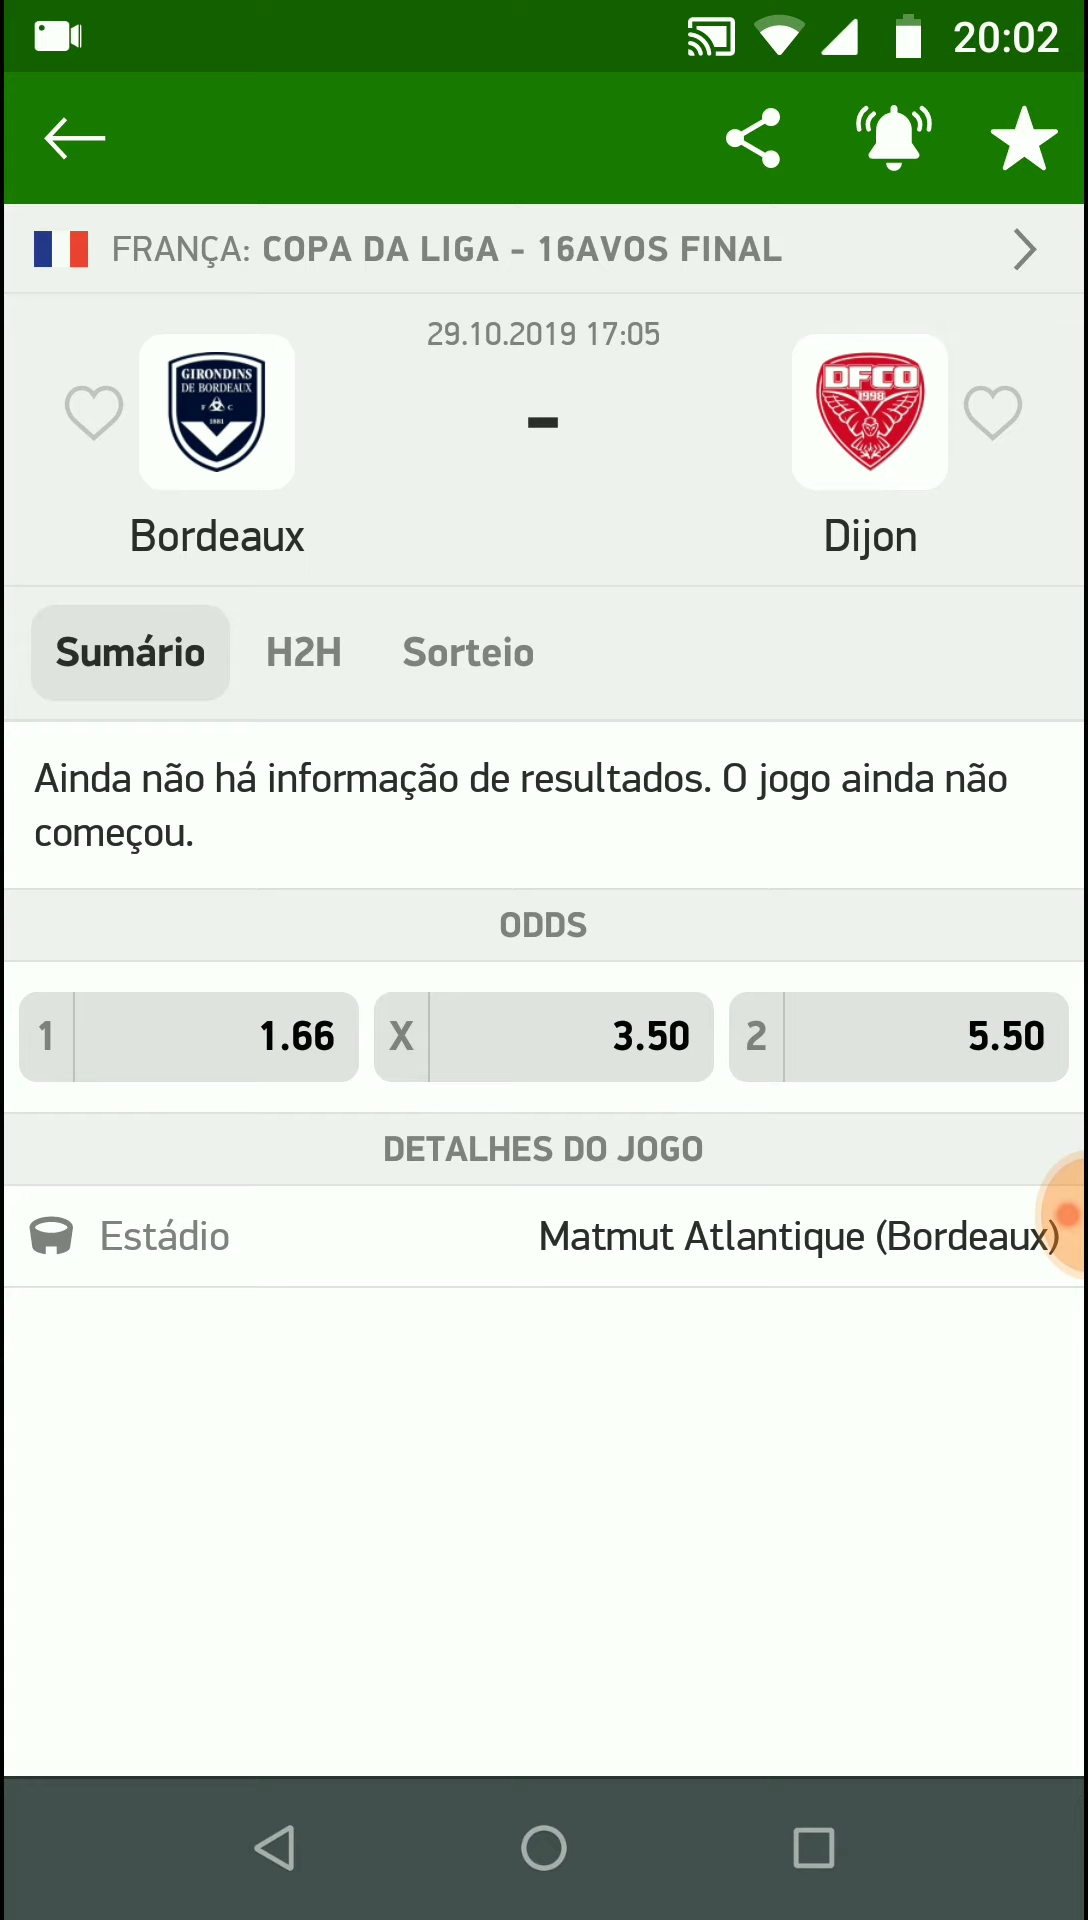 20:02
FRANÇA: COPA DA LIGA - 16AVOS FINAL
29.10.2019 17:05
GIRONDINS
DE BORDEAUX
F C
1881
DFCO
1998
-
Bordeaux
Dijon
Sumário
H2H
Sorteio
Ainda não há informação de resultados. O jogo ainda não
começou.
ODDS
1 1.66
X 3.50
2 5.50
DETALHES DO JOGO
Estádio
Matmut Atlantique (Bordeaux)